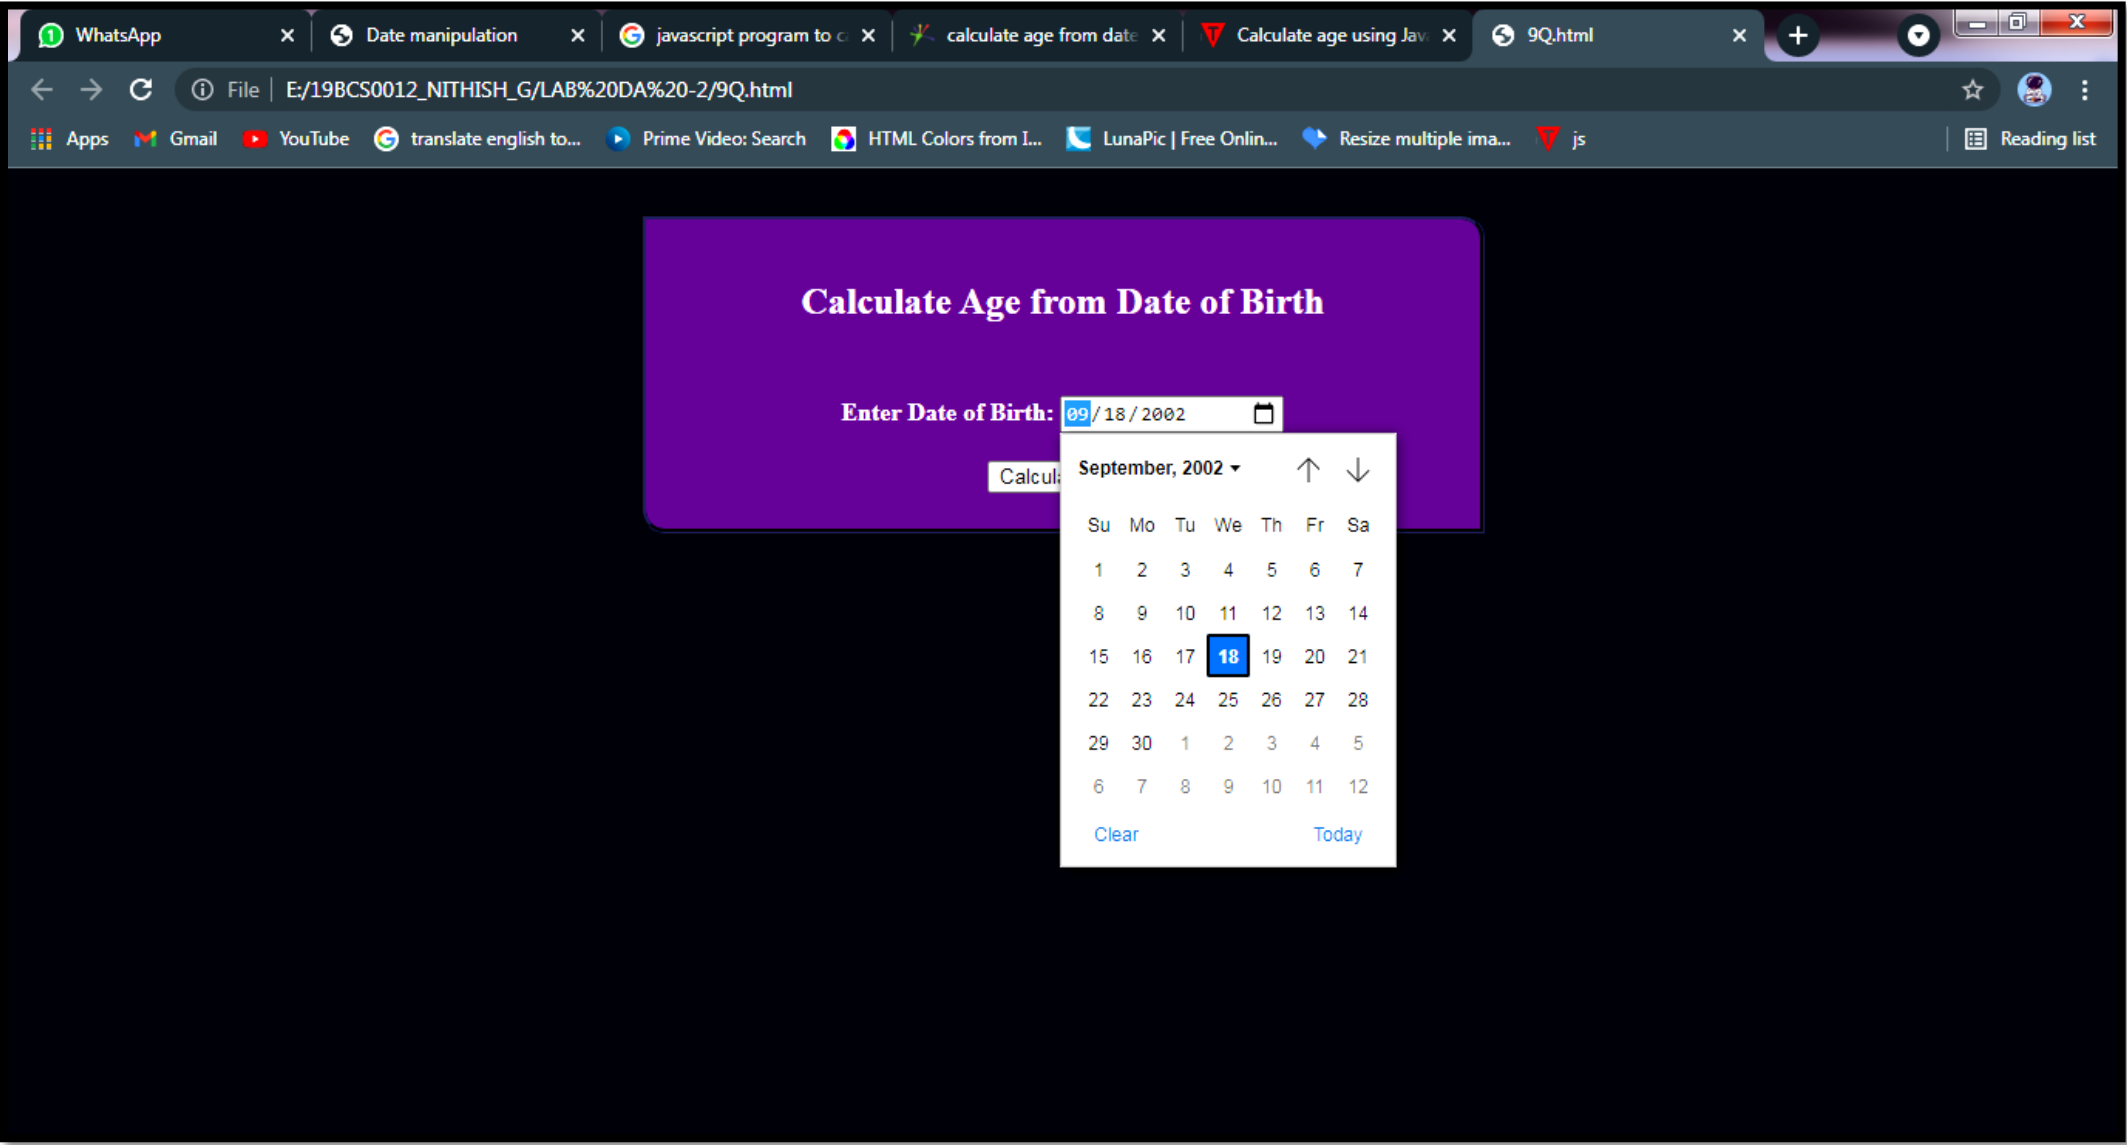 1 WhatsApp Date manipulation javascript program to c calculate age from date Calculate age using Jav 9Q.html
File E:/19BCS0012_NITHISH_G/LAB%20DA%20-2/9Q.html
Apps Gmail YouTube translate english to... Prime Video: Search HTML Colors from I... LunaPic | Free Onlin... Resize multiple ima... js Reading list
Calculate Age from Date of Birth
Enter Date of Birth: 09/18/2002
Calcul
September, 2002
Su Mo Tu We Th Fr Sa
1 2 3 4 5 6 7
8 9 10 11 12 13 14
15 16 17 18 19 20 21
22 23 24 25 26 27 28
29 30 1 2 3 4 5
6 7 8 9 10 11 12
Clear Today